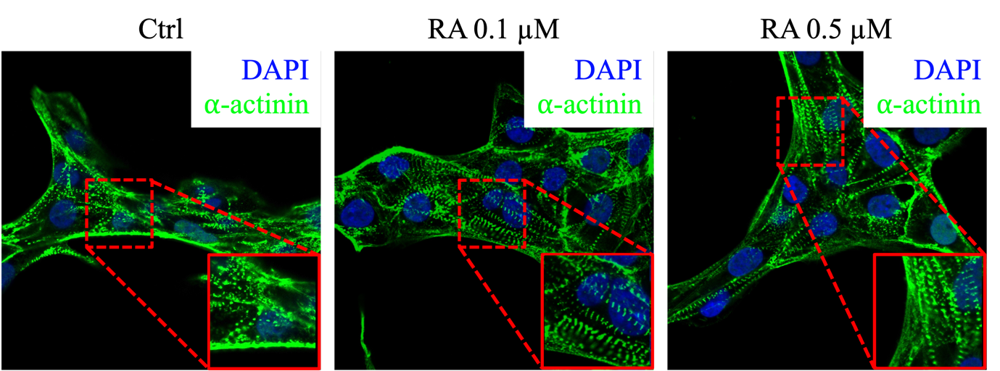 Ctrl
RA 0.1 µM
RA 0.5 µM
DAPI
α-actinin
DAPI
α-actinin
DAPI
α-actinin